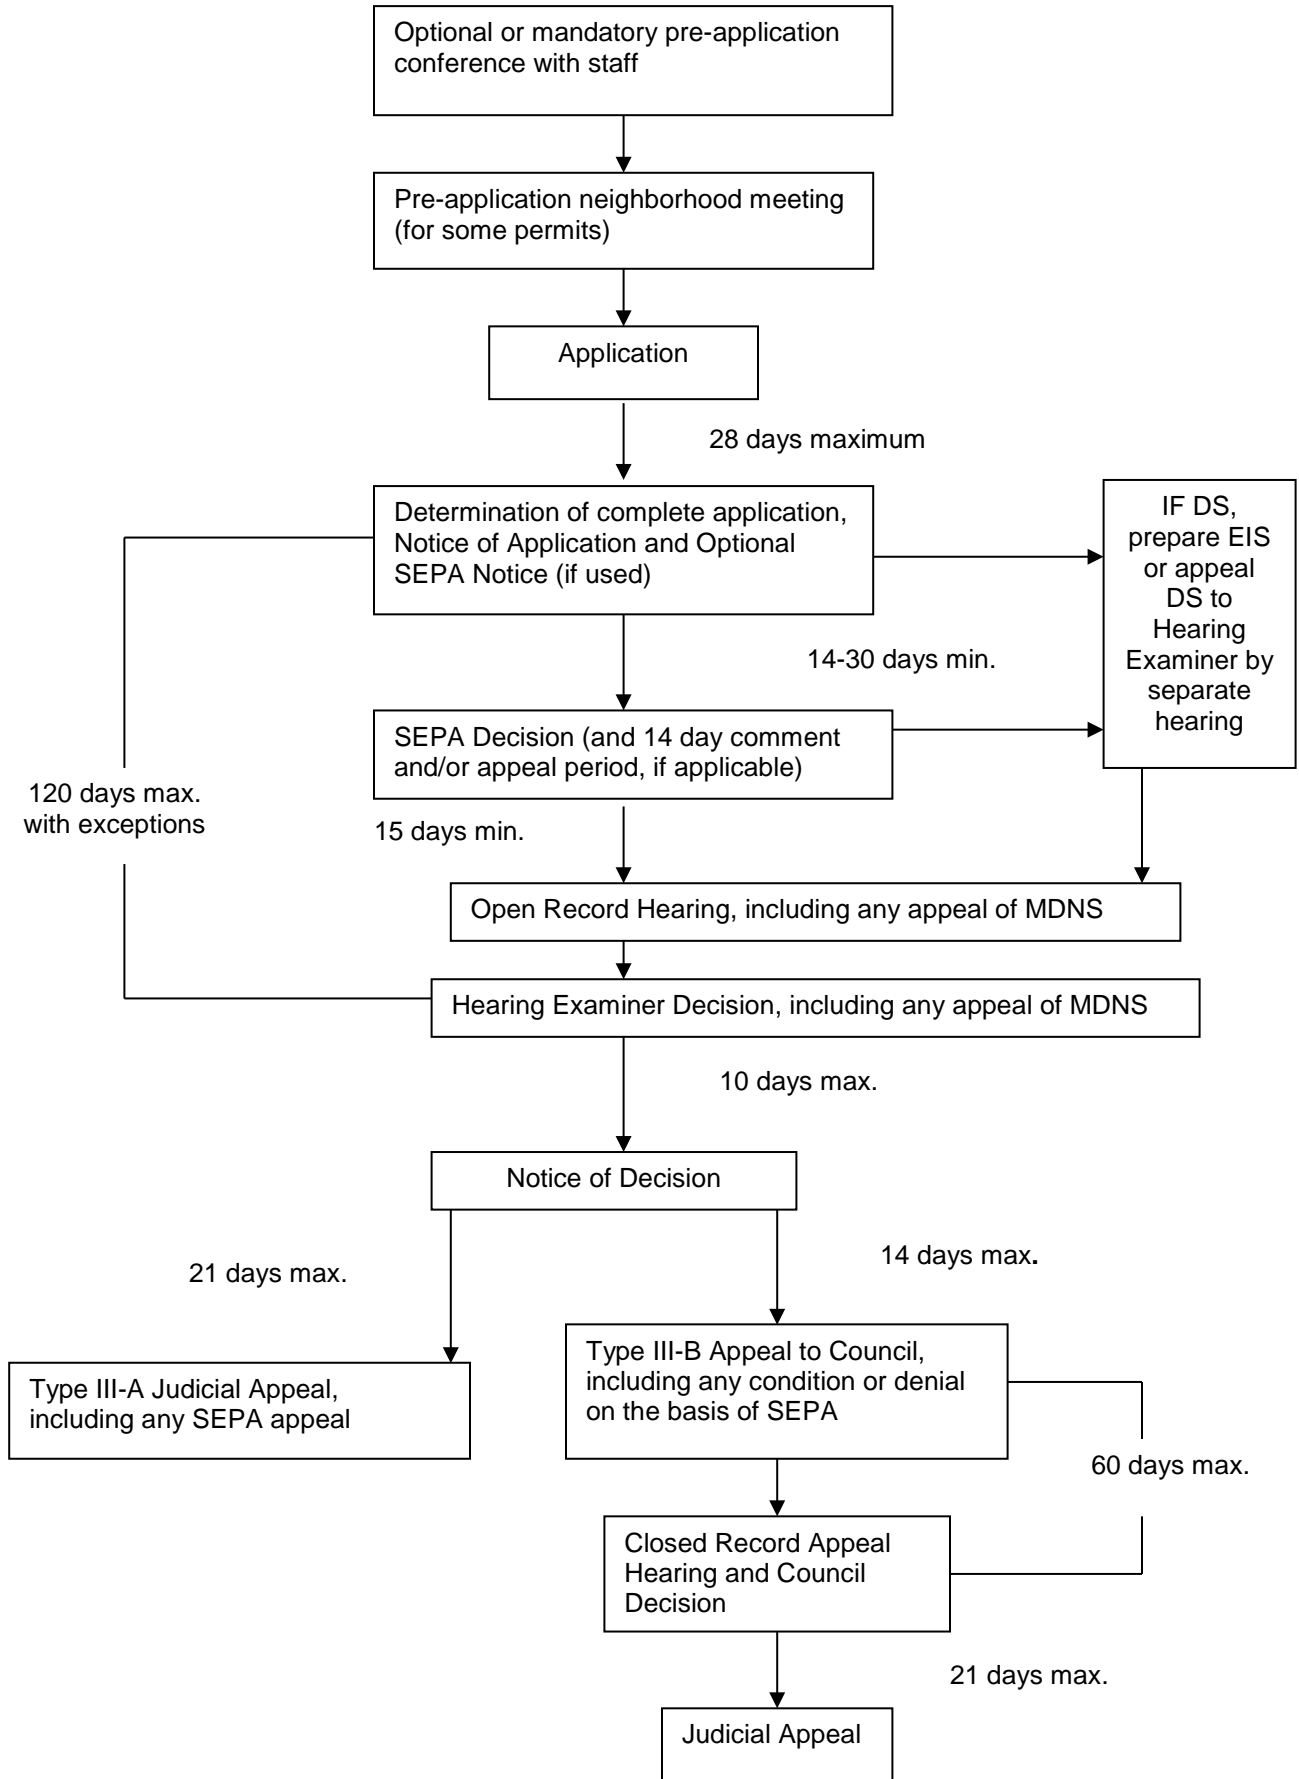 Optional or mandatory pre-application
conference with staff
Pre-application neighborhood meeting
(for some permits)
Application
28 days maximum
Determination of complete application,
Notice of Application and Optional
SEPA Notice (if used)
IF DS,
prepare EIS
or appeal
DS to
Hearing
Examiner by
separate
hearing
14-30 days min.
SEPA Decision (and 14 day comment
and/or appeal period, if applicable)
120 days max.
with exceptions
15 days min.
Open Record Hearing, including any appeal of MDNS
Hearing Examiner Decision, including any appeal of MDNS
10 days max.
Notice of Decision
21 days max.
14 days max.
Type III-A Judicial Appeal,
including any SEPA appeal
Type III-B Appeal to Council,
including any condition or denial
on the basis of SEPA
60 days max.
Closed Record Appeal
Hearing and Council
Decision
21 days max.
Judicial Appeal